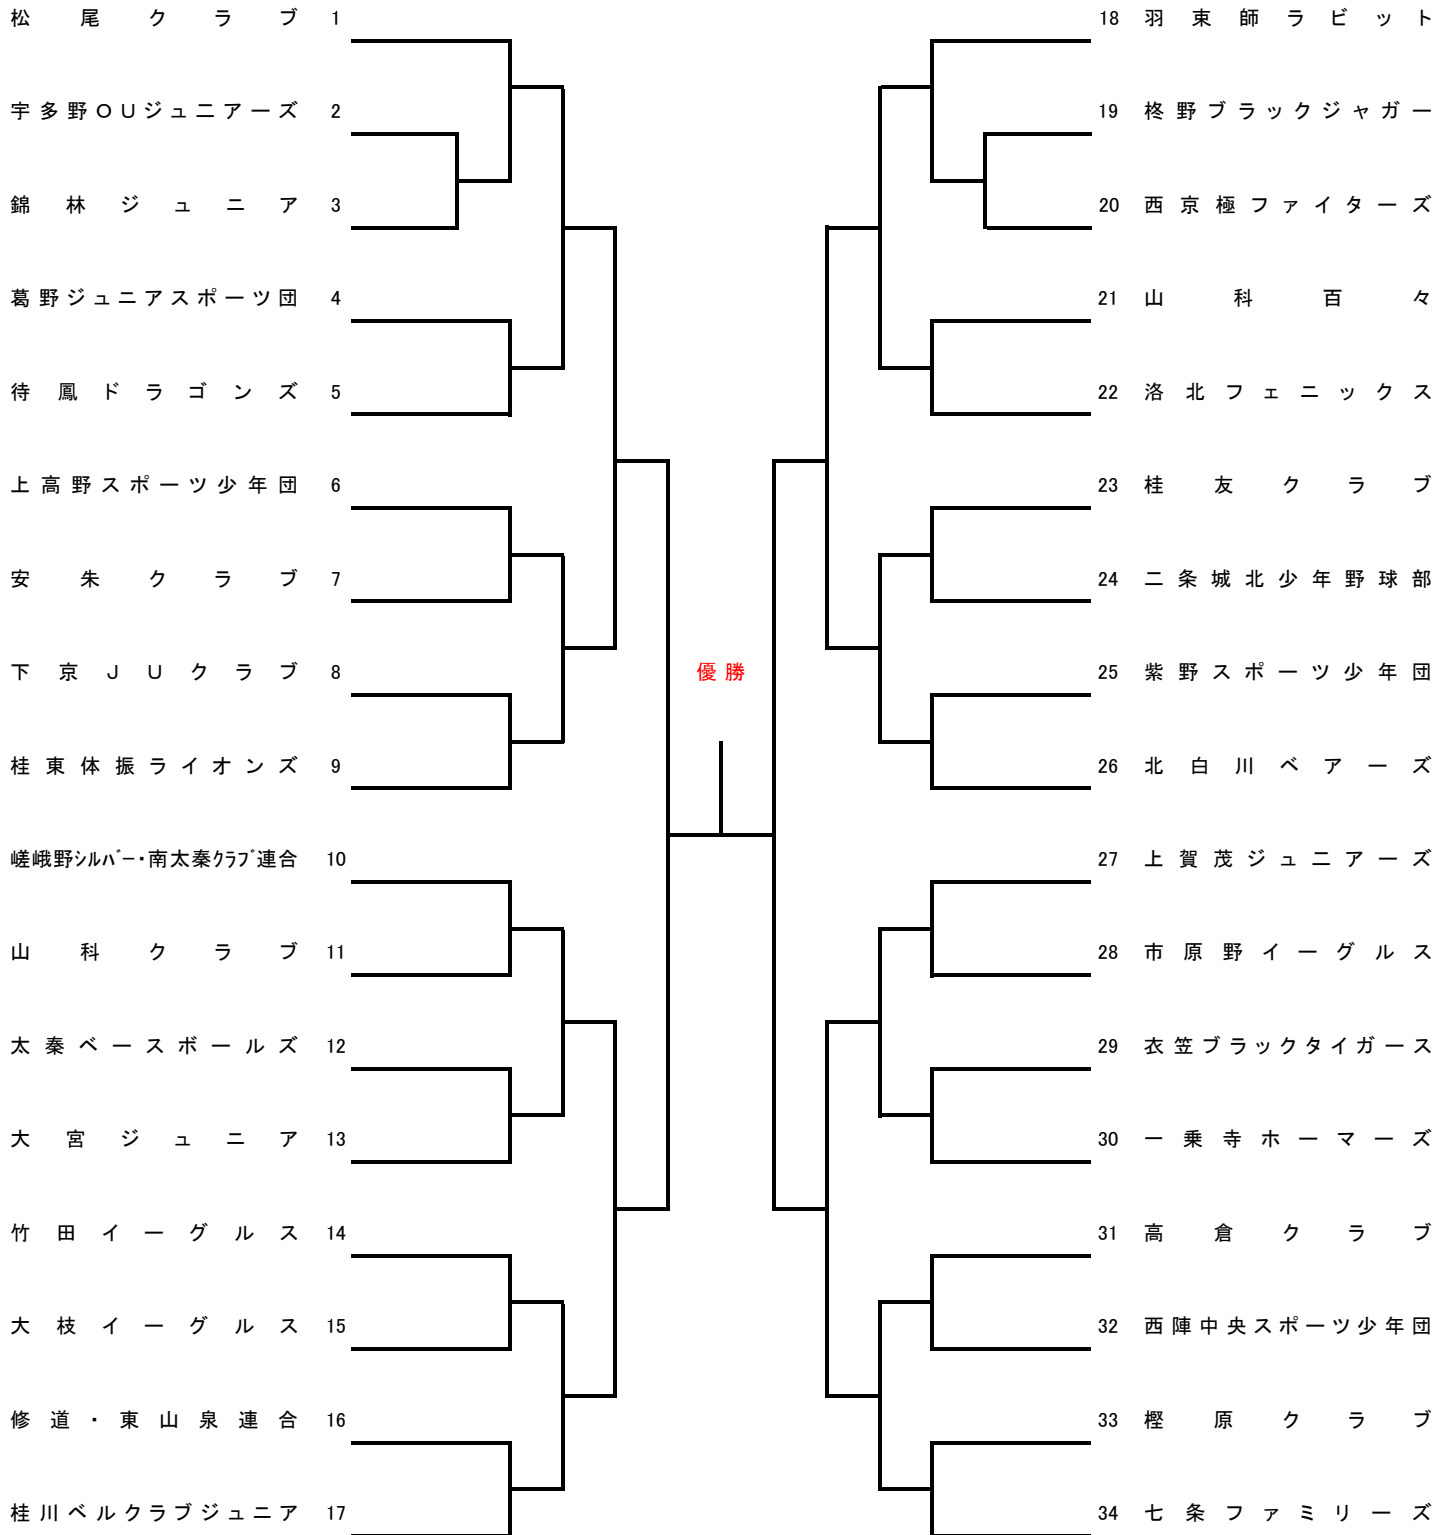 松尾クラブ 1
宇多野OUジュニアーズ 2
錦林ジュニア 3
葛野ジュニアスポーツ団 4
待鳳ドラゴンズ 5
上高野スポーツ少年団 6
安朱クラブ 7
下京JUクラブ 8
桂東体振ライオンズ 9
嵯峨野ｼﾙﾊﾞｰ・南太秦ｸﾗﾌﾞ連合 10
山科クラブ 11
太秦ベースボールズ 12
大宮ジュニア 13
竹田イーグルス 14
大枝イーグルス 15
修道・東山泉連合 16
桂川ベルクラブジュニア 17
優勝
18 羽束師ラビット
19 柊野ブラックジャガー
20 西京極ファイターズ
21 山科百々
22 洛北フェニックス
23 桂友クラブ
24 二条城北少年野球部
25 紫野スポーツ少年団
26 北白川ベアーズ
27 上賀茂ジュニアーズ
28 市原野イーグルス
29 衣笠ブラックタイガース
30 一乗寺ホーマーズ
31 高倉クラブ
32 西陣中央スポーツ少年団
33 樫原クラブ
34 七条ファミリーズ